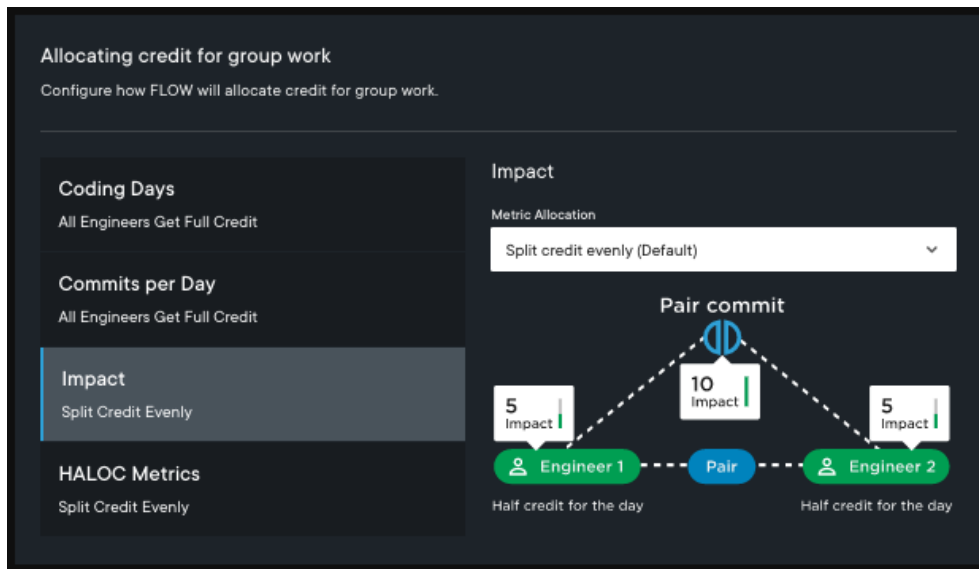 Allocating credit for group work
Configure how FLOW will allocate credit for group work.
Coding Days
All Engineers Get Full Credit
Commits per Day
All Engineers Get Full Credit
Impact
Split Credit Evenly
HALOC Metrics
Split Credit Evenly
Impact
Metric Allocation
Split credit evenly (Default)
Pair commit
10
Impact
5
Impact
5
Impact
Engineer 1
Pair
Engineer 2
Half credit for the day
Half credit for the day